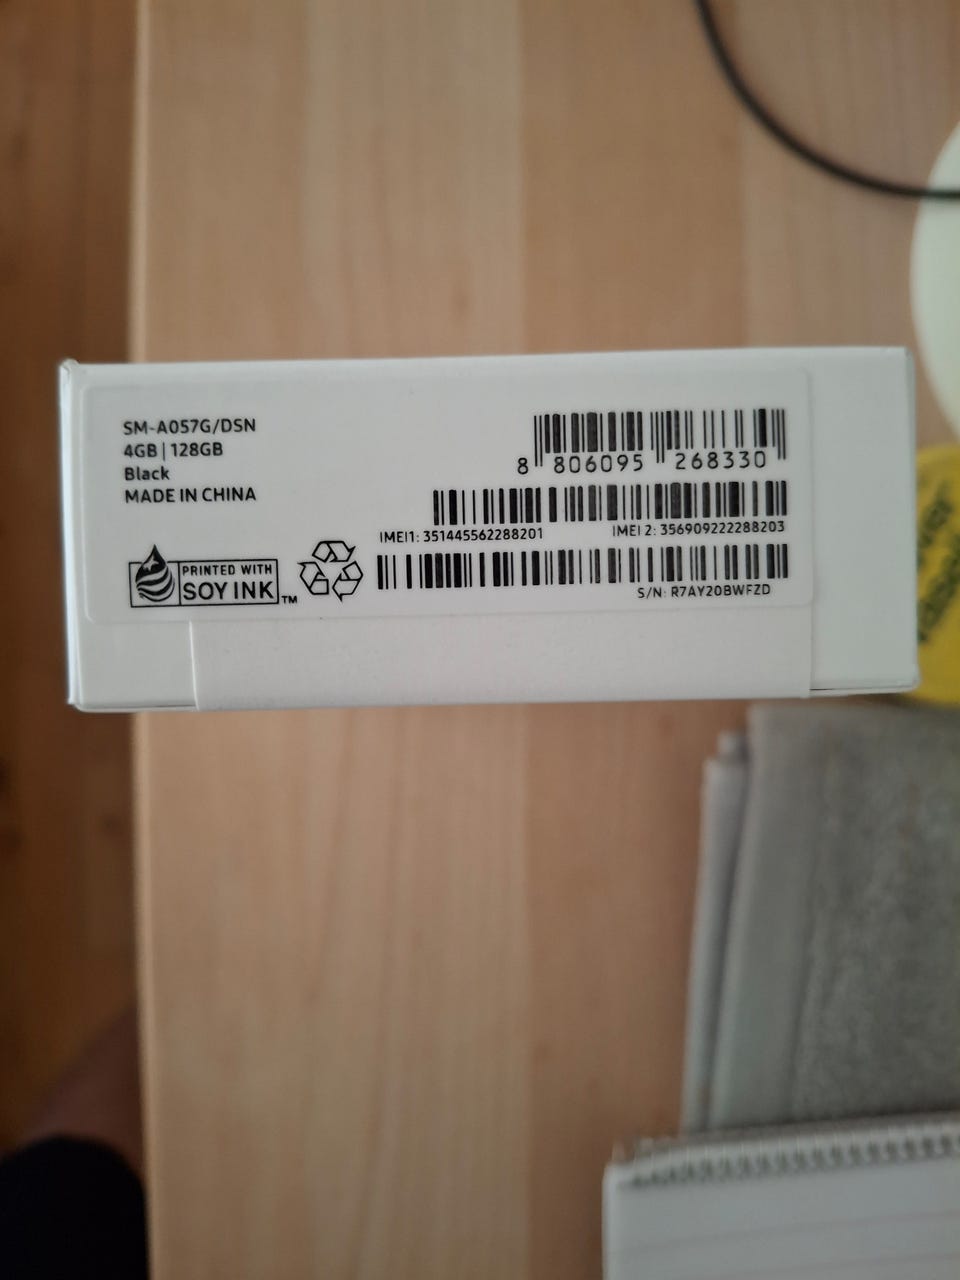 SM-A057G/DSN
4GB | 128GB
Black
MADE IN CHINA
8 806095 268330
IMEI1: 351445562288201 IMEI 2: 356909222288203
PRINTED WITH
SOY INK™
S/N: R7AY20BWFZD